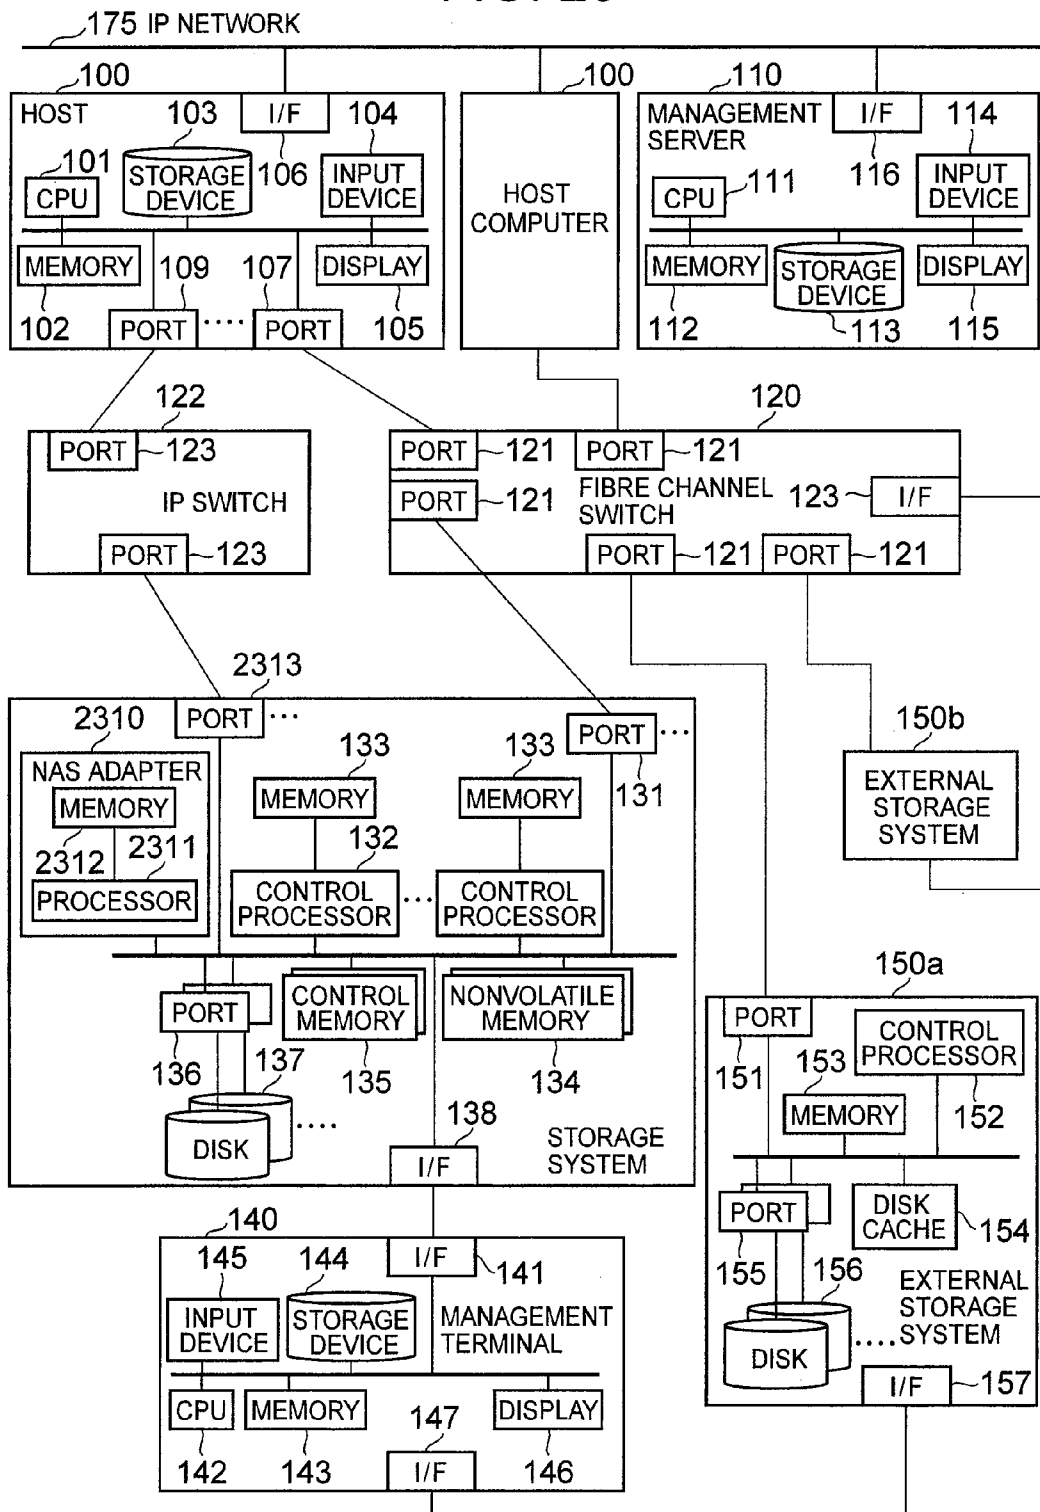 175 IP NETWORK
100
100
110
HOST
103
I/F
104
MANAGEMENT
SERVER
I/F
114
101
CPU
STORAGE
DEVICE
106
INPUT
DEVICE
HOST
COMPUTER
CPU
111
116
INPUT
DEVICE
MEMORY
109
107
DISPLAY
MEMORY
STORAGE
DEVICE
DISPLAY
102
PORT
....
PORT
105
112
113
115
122
120
PORT
123
PORT
121
PORT
121
IP SWITCH
PORT
121
FIBRE CHANNEL
SWITCH
123
I/F
PORT
123
PORT
121
PORT
121
2313
PORT
...
2310
NAS ADAPTER
MEMORY
2312
2311
PROCESSOR
133
MEMORY
133
MEMORY
PORT
...
131
132
CONTROL
PROCESSOR
...
CONTROL
PROCESSOR
150b
EXTERNAL
STORAGE
SYSTEM
PORT
136
CONTROL
MEMORY
135
NONVOLATILE
MEMORY
134
137
DISK
....
138
I/F
STORAGE
SYSTEM
150a
PORT
151
CONTROL
PROCESSOR
152
153
MEMORY
PORT
155
DISK
CACHE
154
156
DISK
....
EXTERNAL
STORAGE
SYSTEM
I/F
157
140
I/F
141
145
144
INPUT
DEVICE
STORAGE
DEVICE
MANAGEMENT
TERMINAL
CPU
MEMORY
147
DISPLAY
142
143
I/F
146